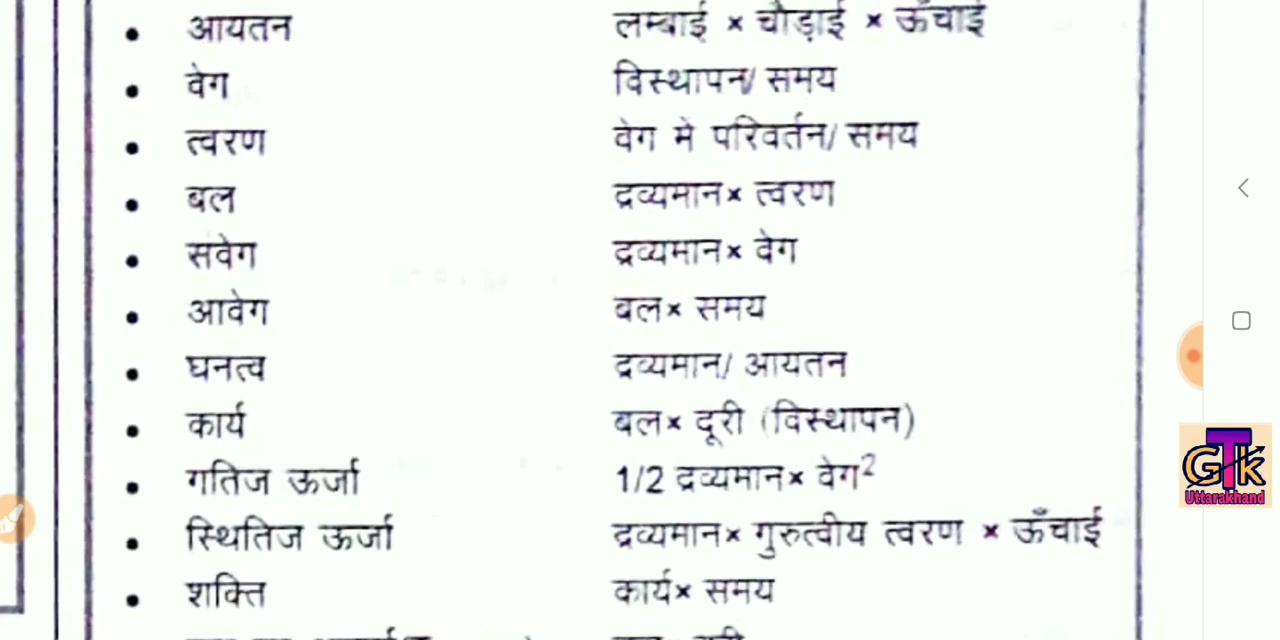 • आयतन लम्बाई × चौड़ाई × ऊँचाई
• वेग विस्थापन/ समय
• त्वरण वेग मे परिवर्तन/ समय
• बल द्रव्यमान× त्वरण
• सवेग द्रव्यमान× वेग
• आवेग बल× समय
• घनत्व द्रव्यमान/ आयतन
• कार्य बल× दूरी (विस्थापन)
• गतिज ऊर्जा 1/2 द्रव्यमान× वेग²
• स्थितिज ऊर्जा द्रव्यमान× गुरुत्वीय त्वरण × ऊँचाई
• शक्ति कार्य× समय
GTK
Uttarakhand